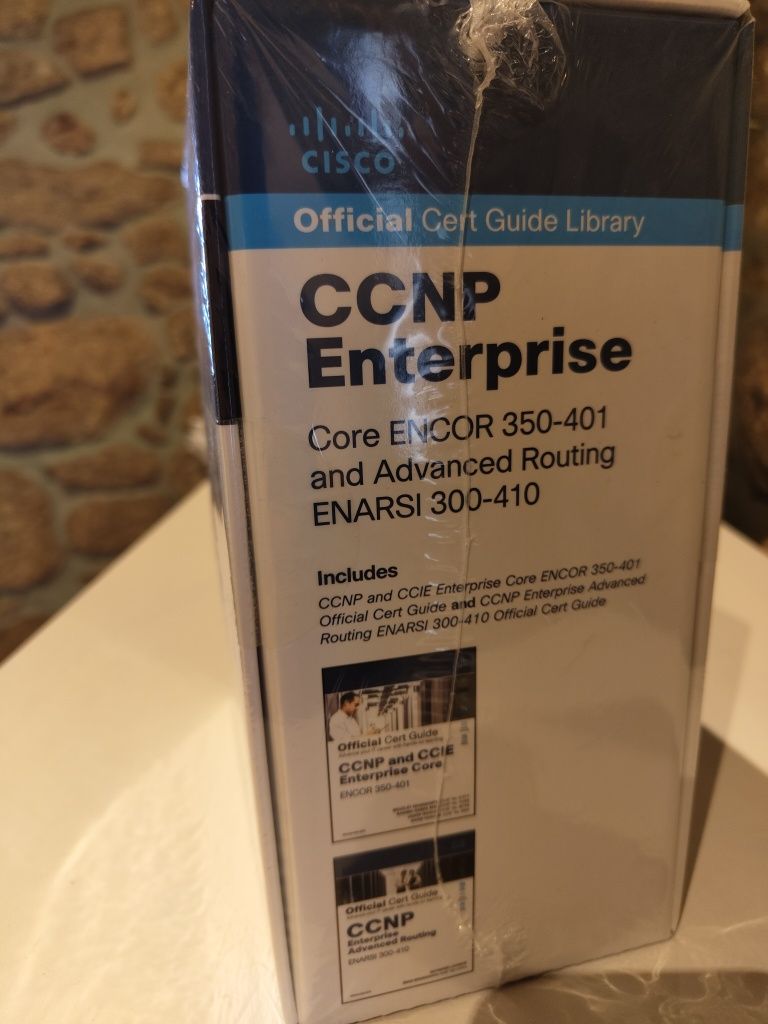 CISCO
Official Cert Guide Library
CCNP
Enterprise
Core ENCOR 350-401
and Advanced Routing
ENARSI 300-410
Includes
CCNP and CCIE Enterprise Core ENCOR 350-401
Official Cert Guide and CCNP Enterprise Advanced
Routing ENARSI 300-410 Official Cert Guide
Official Cert Guide
CCNP and CCIE
Enterprise Core
ENCOR 350-401
Official Cert Guide
CCNP
Enterprise
Advanced Routing
ENARSI 300-410